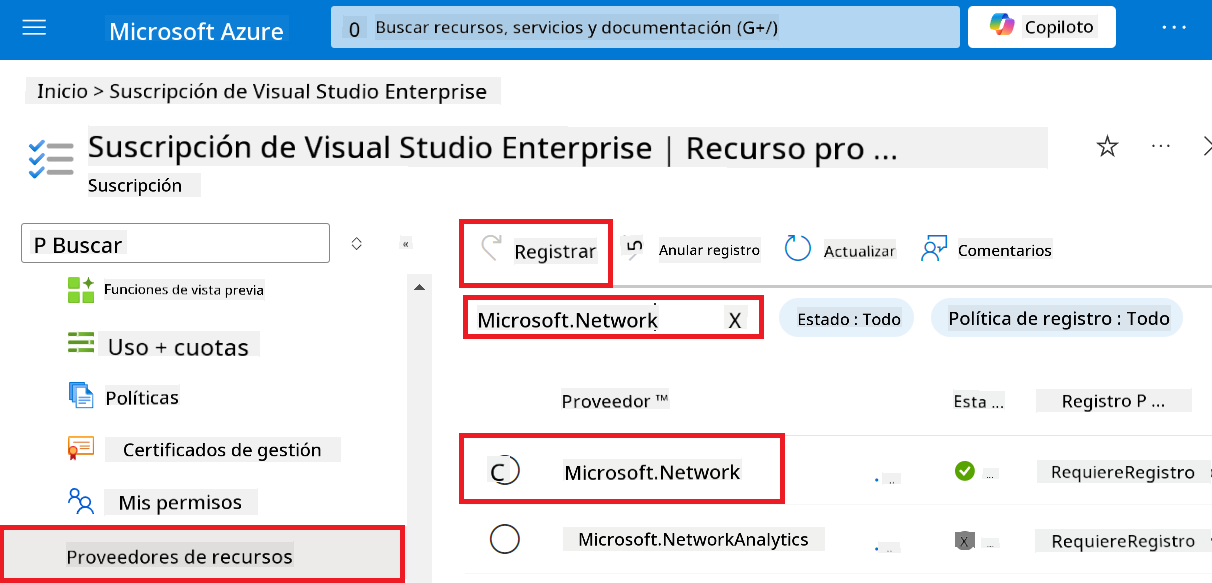 Microsoft Azure
0 Buscar recursos, servicios y documentación (G+/)
Copiloto
...
Inicio > Suscripción de Visual Studio Enterprise
Suscripción de Visual Studio Enterprise | Recurso pro ...
...
Suscripción
P Buscar
«
Registrar
5
Anular registro
Actualizar
Comentarios
Funciones de vista previa
Microsoft.Network
X
Estado : Todo
Política de registro : Todo
Uso + cuotas
Políticas
Proveedor ™
Esta ...
Registro P ...
Certificados de gestión
C
Microsoft.Network
...
RequiereRegistro
Mis permisos
Microsoft.NetworkAnalytics
X
...
RequiereRegistro
Proveedores de recursos